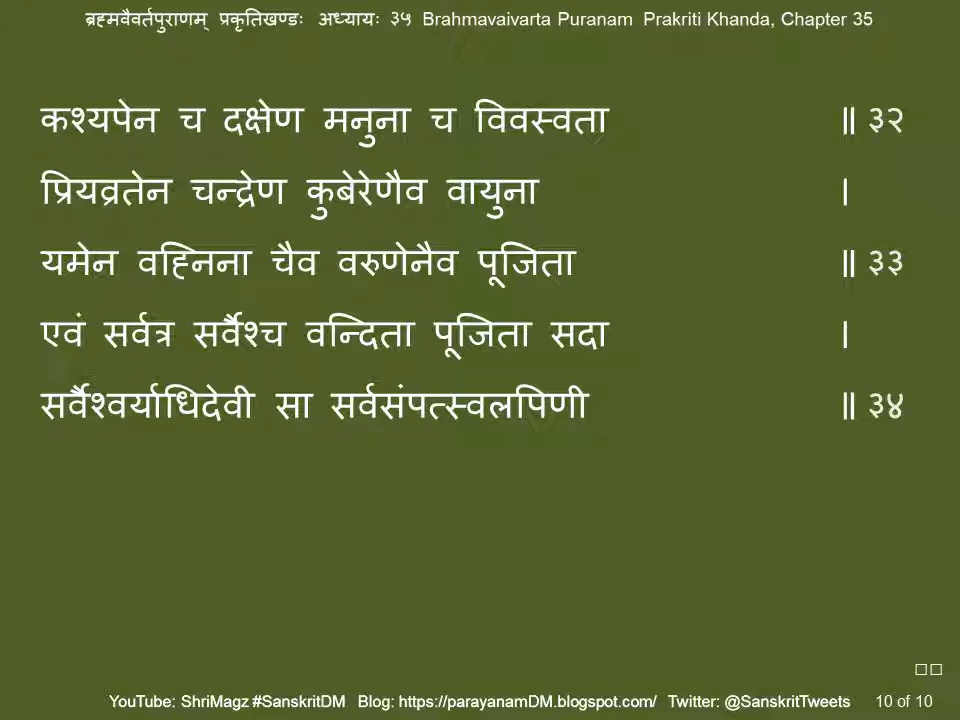 ब्रह्मवैवर्तपुराणम् प्रकृतिखण्डः अध्यायः ३५ Brahmavaivarta Puranam Prakriti Khanda, Chapter 35
कश्यपेन च दक्षेण मनुना च विवस्वता ॥ ३२
प्रियव्रतेन चन्द्रेण कुबेरेणैव वायुना ।
यमेन वह्निना चैव वरुणेनैव पूजिता ॥ ३३
एवं सर्वत्र सर्वैश्च वन्दिता पूजिता सदा ।
सर्वैश्वर्याधिदेवी सा सर्वसंपत्स्वलपिणी ॥ ३४
YouTube: ShriMagz #SanskritDM Blog: https://parayanamDM.blogspot.com/ Twitter: @SanskritTweets 10 of 10